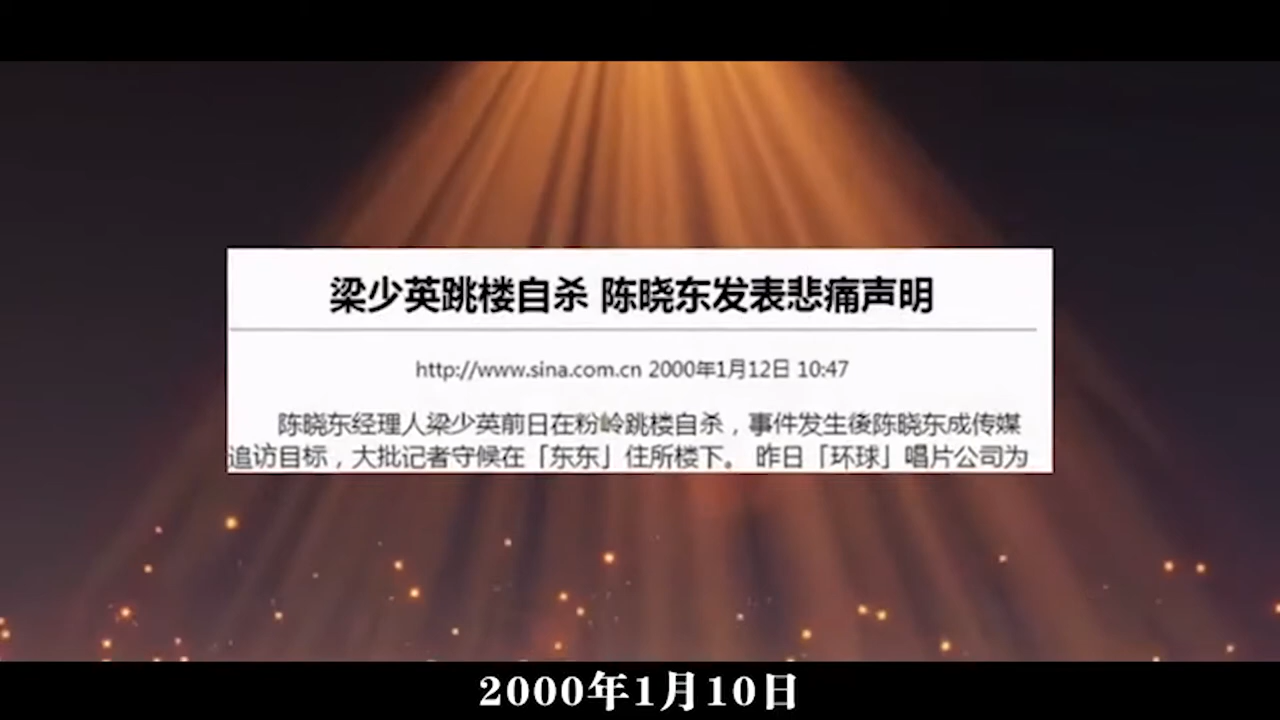 梁少英跳楼自杀 陈晓东发表悲痛声明
http://www.sina.com.cn 2000年1月12日 10:47
陈晓东经理人梁少英前日在粉岭跳楼自杀，事件发生後陈晓东成传媒
追访目标，大批记者守候在「东东」住所楼下。 昨日「环球」唱片公司为
2000年1月10日